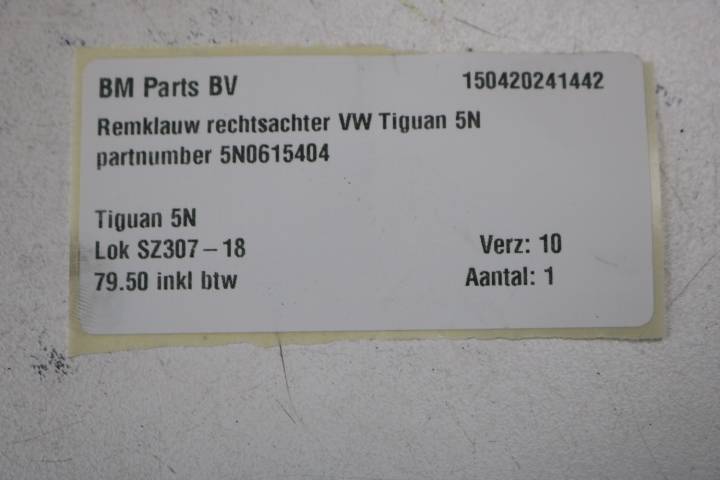 BM Parts BV 150420241442
Remklauw rechtsachter VW Tiguan 5N
partnumber 5N0615404
Tiguan 5N
Lok SZ307-18 Verz: 10
79.50 inkl btw Aantal: 1